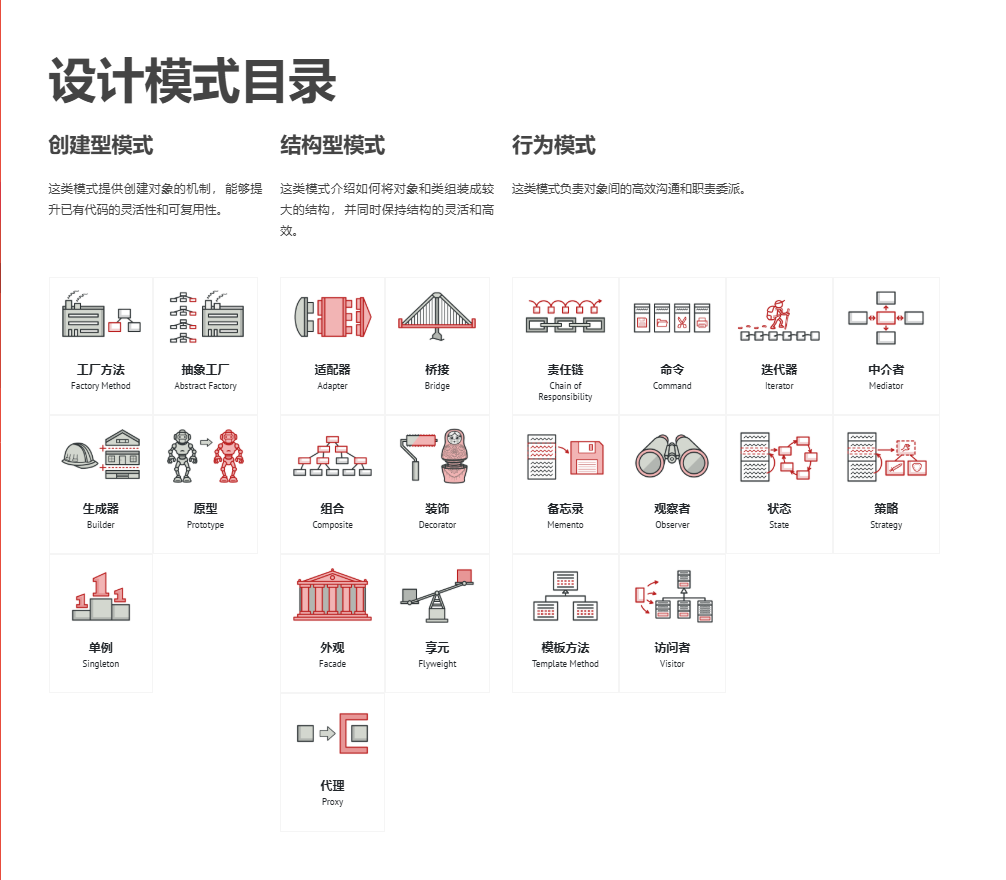 设计模式目录
创建型模式
这类模式提供创建对象的机制， 能够提
升已有代码的灵活性和可复用性。
结构型模式
这类模式介绍如何将对象和类组装成较
大的结构， 并同时保持结构的灵活和高
效。
行为模式
这类模式负责对象间的高效沟通和职责委派。
工厂方法
Factory Method
抽象工厂
Abstract Factory
生成器
Builder
原型
Prototype
1
1
1
单例
Singleton
适配器
Adapter
桥接
Bridge
组合
Composite
装饰
Decorator
外观
Facade
享元
Flyweight
代理
Proxy
责任链
Chain of
Responsibility
命令
Command
迭代器
Iterator
中介者
Mediator
备忘录
Memento
观察者
Observer
状态
State
策略
Strategy
模板方法
Template Method
访问者
Visitor